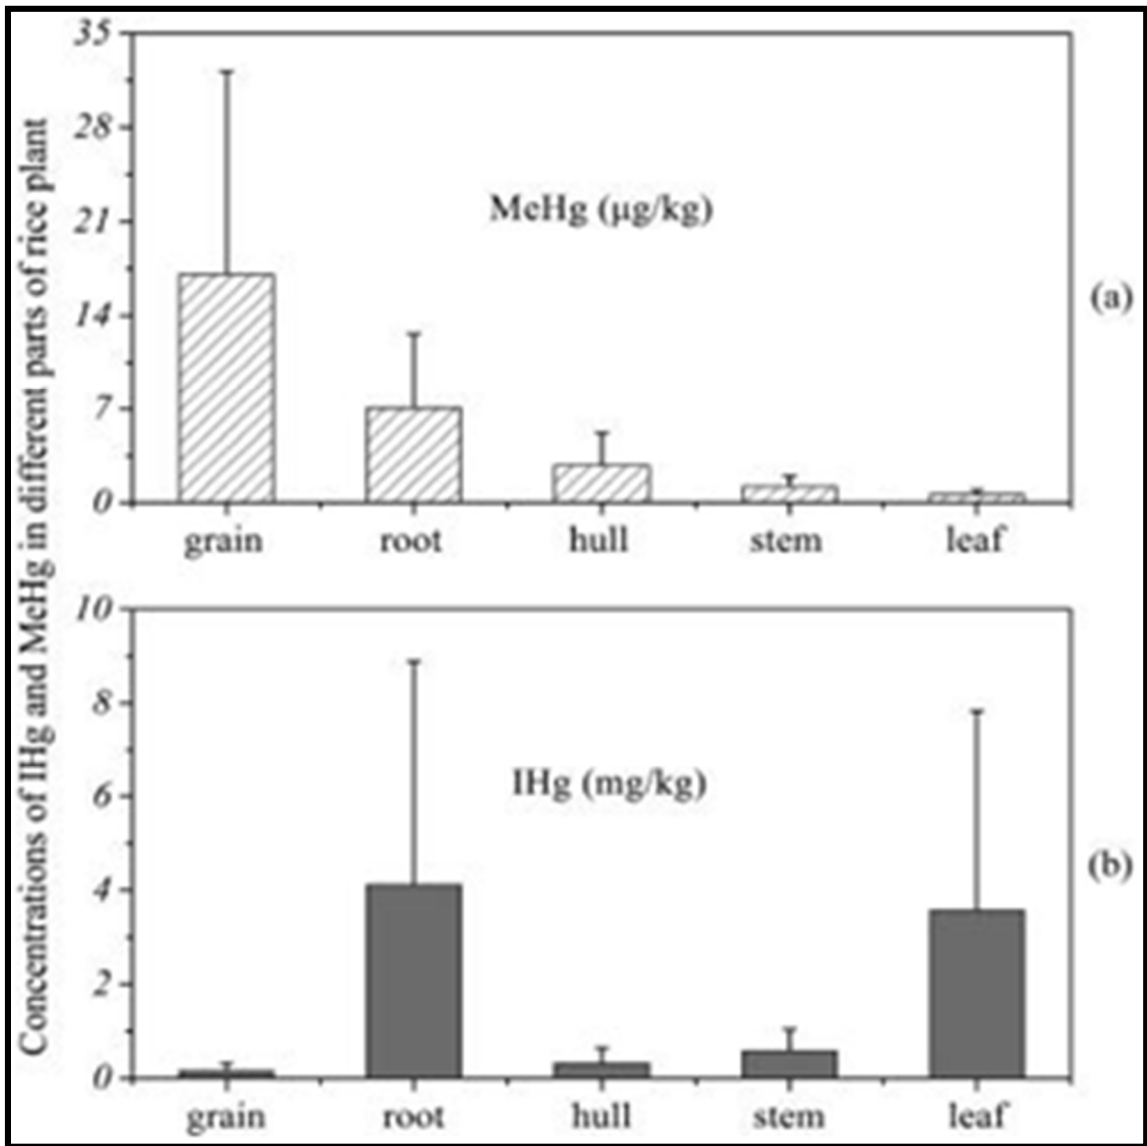 Concentrations of IHg and MeHg in different parts of rice plant
35
28
21
14
7
0
MeHg (μg/kg)
(a)
grain root hull stem leaf
10
8
6
4
2
0
IHg (mg/kg)
(b)
grain root hull stem leaf